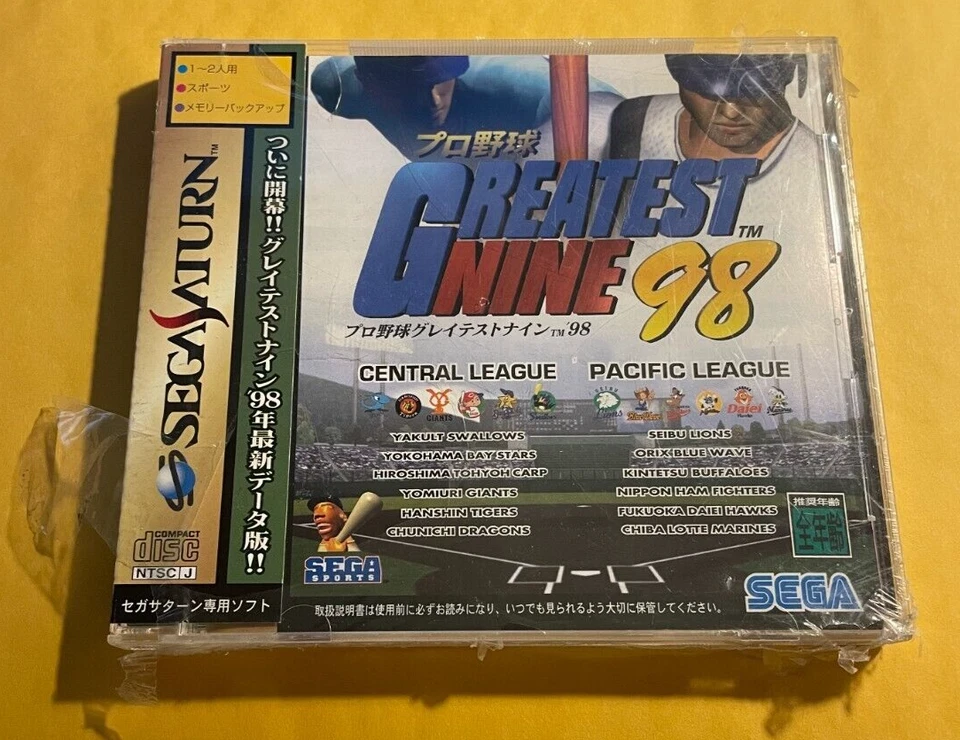 ●1〜2人用
●スポーツ
●メモリーバックアップ
SEGA SATURN™
ついに開幕!!グレイテストナイン'98年最新データ版!!
COMPACT
disc
NTSC J
セガサターン専用ソフト
プロ野球
GREATEST
NINE 98™
プロ野球グレイテストナイン™'98
CENTRAL LEAGUE
PACIFIC LEAGUE
GIANTS
Lions
Daiei
YAKULT SWALLOWS
YOKOHAMA BAY STARS
HIROSHIMA TOHYOH CARP
YOMIURI GIANTS
HANSHIN TIGERS
CHUNICHI DRAGONS
SEIBU LIONS
ORIX BLUE WAVE
KINTETSU BUFFALOES
NIPPON HAM FIGHTERS
FUKUOKA DAIEI HAWKS
CHIBA LOTTE MARINES
推奨年齢
全年齢
SEGA
SPORTS
SEGA
取扱説明書は使用前に必ずお読みになり、いつでも見られるよう大切に保管してください。